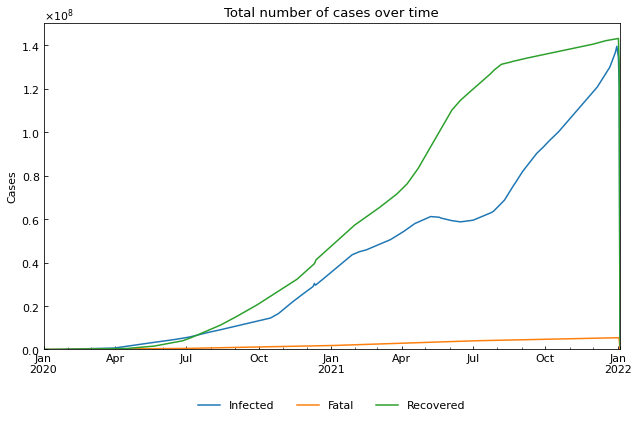 Total number of cases over time
×10⁸
1.4
1.2
1.0
0.8
0.6
0.4
0.2
0.0
Cases
Jan Apr Jul Oct Jan Apr Jul Oct Jan
2020 2021 2022
Infected Fatal Recovered